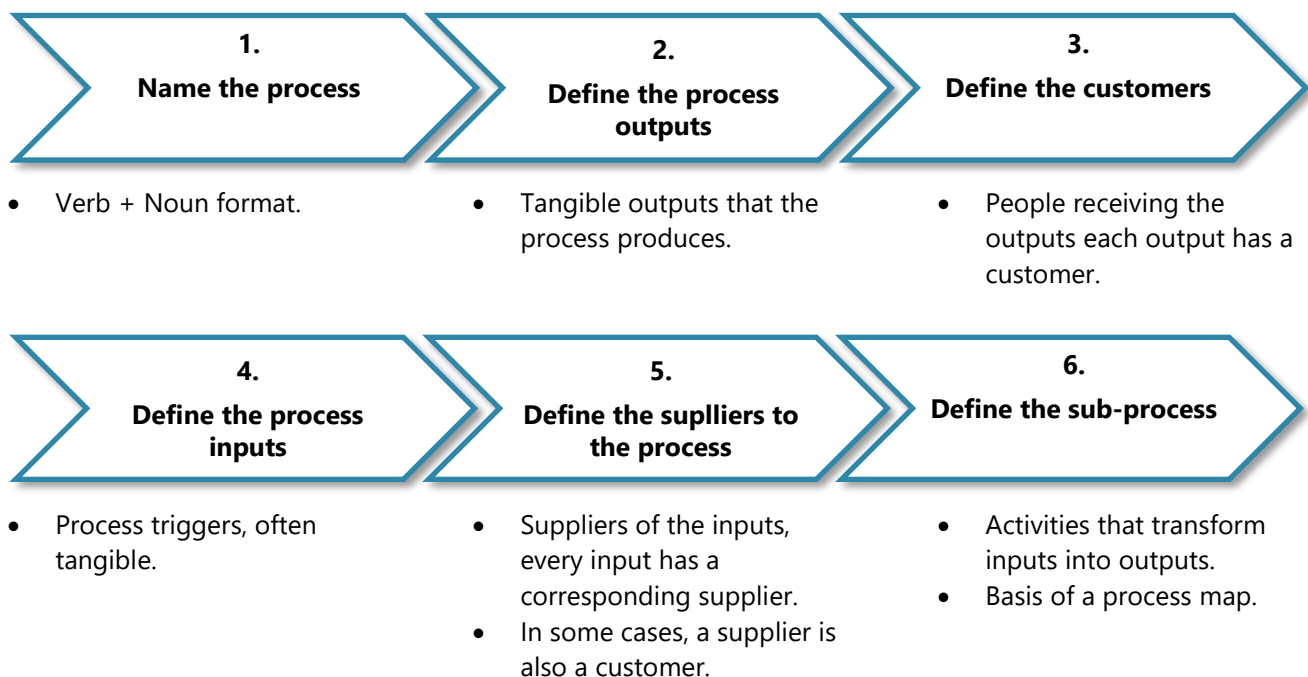 1.
Name the process
2.
Define the process
outputs
3.
Define the customers
• Verb + Noun format.
• Tangible outputs that the
process produces.
• People receiving the
outputs each output has a
customer.
4.
Define the process
inputs
5.
Define the suplliers to
the process
6.
Define the sub-process
• Process triggers, often
tangible.
• Suppliers of the inputs,
every input has a
corresponding supplier.
• In some cases, a supplier is
also a customer.
• Activities that transform
inputs into outputs.
• Basis of a process map.